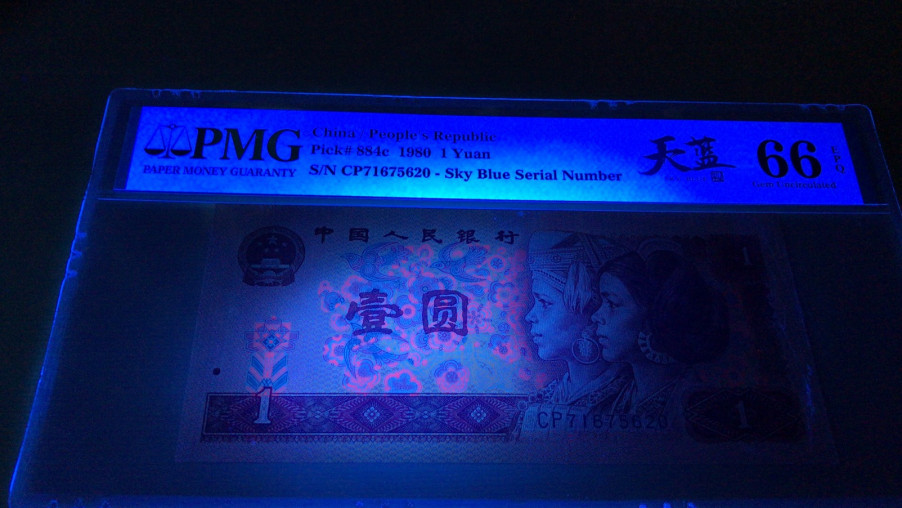 PMG
PAPER MONEY GUARANTY
China, People's Republic
Pick# 884c 1980 1 Yuan
S/N CP71675620 - Sky Blue Serial Number
天蓝
66
EPQ
Gem Uncirculated
中国人民银行
壹圆
1
1
CP71675620
1